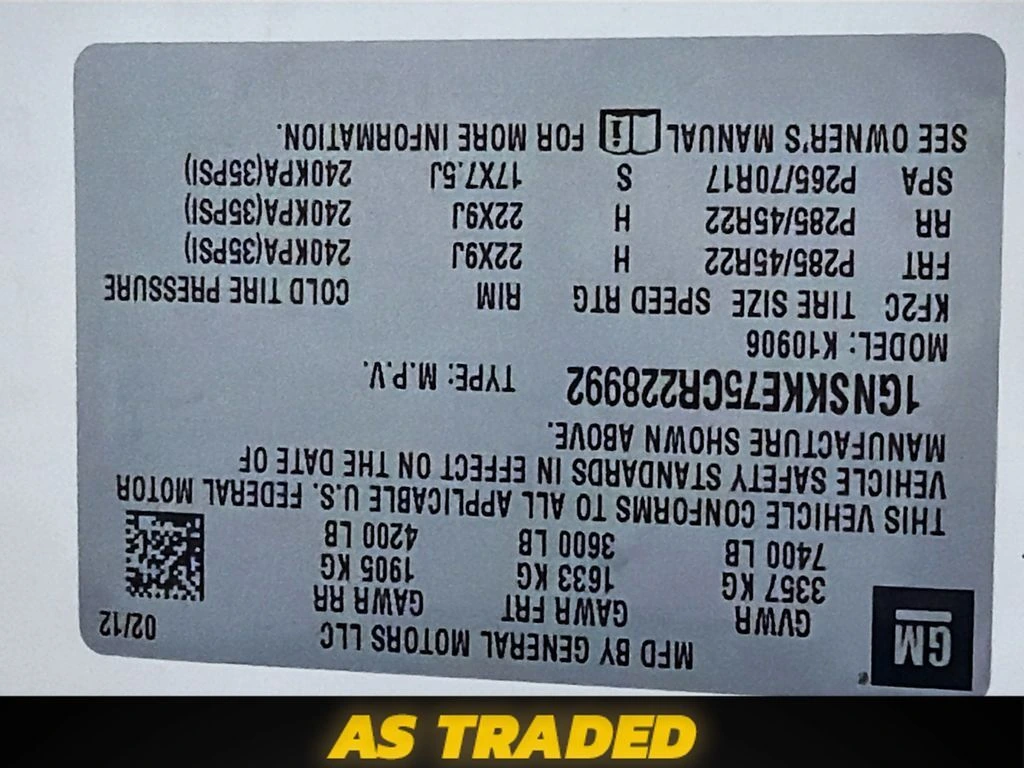 GM
MFD BY GENERAL MOTORS LLC 02/12
GVWR GAWR FRT GAWR RR
3357 KG 1633 KG 1905 KG
7400 LB 3600 LB 4200 LB
THIS VEHICLE CONFORMS TO ALL APPLICABLE U.S. FEDERAL MOTOR
VEHICLE SAFETY STANDARDS IN EFFECT ON THE DATE OF
MANUFACTURE SHOWN ABOVE.
1GNSKKE75CR228992 TYPE: M.P.V.
MODEL: K10906
KF2C TIRE SIZE SPEED RTG RIM COLD TIRE PRESSURE
FRT P285/45R22 H 22X9J 240KPA(35PSI)
RR P285/45R22 H 22X9J 240KPA(35PSI)
SPA P265/70R17 S 17X7.5J 240KPA(35PSI)
SEE OWNER'S MANUAL i FOR MORE INFORMATION.
AS TRADED